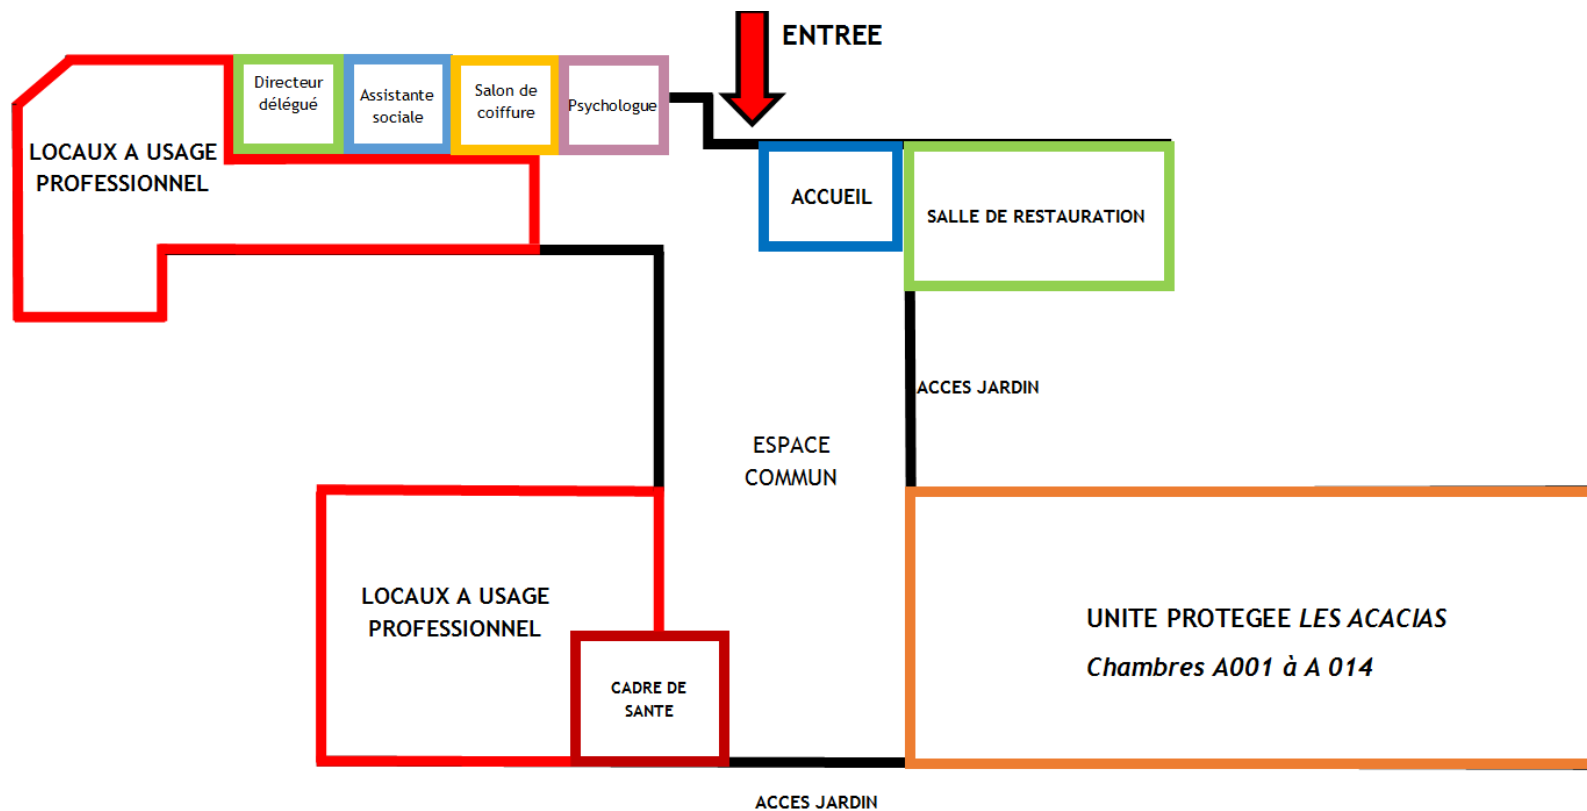 ENTREE
Directeur
délégué
Assistante
sociale
Salon de
coiffure
Psychologue
LOCAUX A USAGE
PROFESSIONNEL
ACCUEIL
SALLE DE RESTAURATION
ACCES JARDIN
ESPACE
COMMUN
LOCAUX A USAGE
PROFESSIONNEL
UNITE PROTEGEE LES ACACIAS
Chambres A001 à A 014
CADRE DE
SANTE
ACCES JARDIN